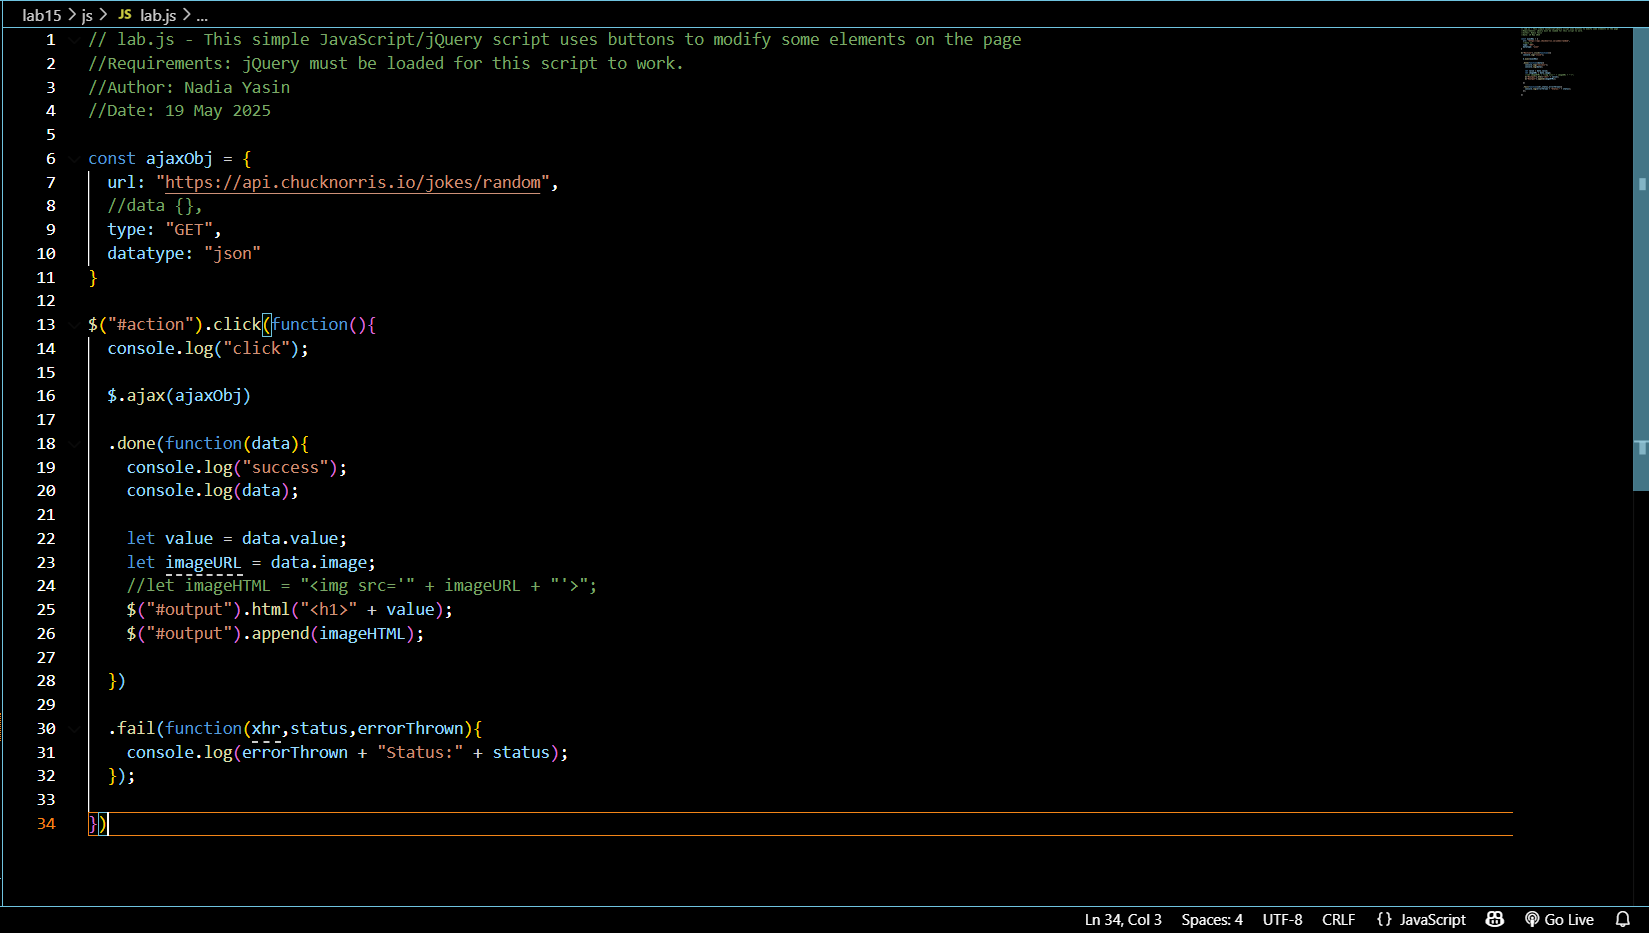 lab15 > js > JS lab.js > ...
1 // lab.js - This simple JavaScript/jQuery script uses buttons to modify some elements on the page
2 //Requirements: jQuery must be loaded for this script to work.
3 //Author: Nadia Yasin
4 //Date: 19 May 2025
5
6 const ajaxObj = {
7   url: "https://api.chucknorris.io/jokes/random",
8   //data {},
9   type: "GET",
10   datatype: "json"
11 }
12
13 $("#action").click(function(){
14   console.log("click");
15
16   $.ajax(ajaxObj)
17
18   .done(function(data){
19     console.log("success");
20     console.log(data);
21
22     let value = data.value;
23     let imageURL = data.image;
24     //let imageHTML = "<img src='" + imageURL + "'>";
25     $("#output").html("<h1>" + value);
26     $("#output").append(imageHTML);
27
28   })
29
30   .fail(function(xhr,status,errorThrown){
31     console.log(errorThrown + "Status:" + status);
32   });
33
34 })
Ln 34, Col 3 Spaces: 4 UTF-8 CRLF {} JavaScript Go Live